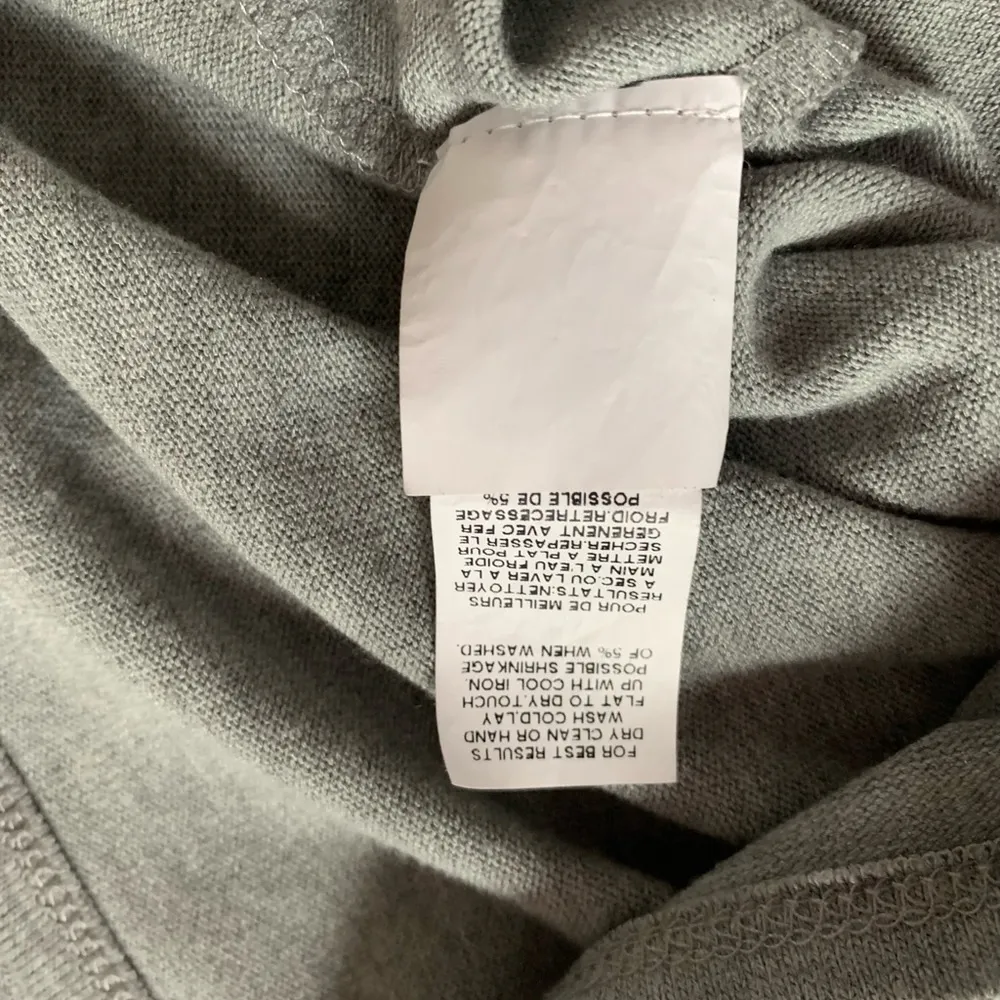 FOR BEST RESULTS
DRY CLEAN OR HAND
WASH COLD.LAY
FLAT TO DRY.TOUCH
UP WITH COOL IRON.
POSSIBLE SHRINKAGE
OF 5% WHEN WASHED.
POUR DE MEILLEURS
RESULTATS:NETTOYER
A SEC.OU LAVER A LA
MAIN A L'EAU FROIDE
METTRE A PLAT POUR
SECHER.REPASSER LE
GERENENT AVEC FER
FROID.RETRECESSAGE
POSSIBLE DE 5%